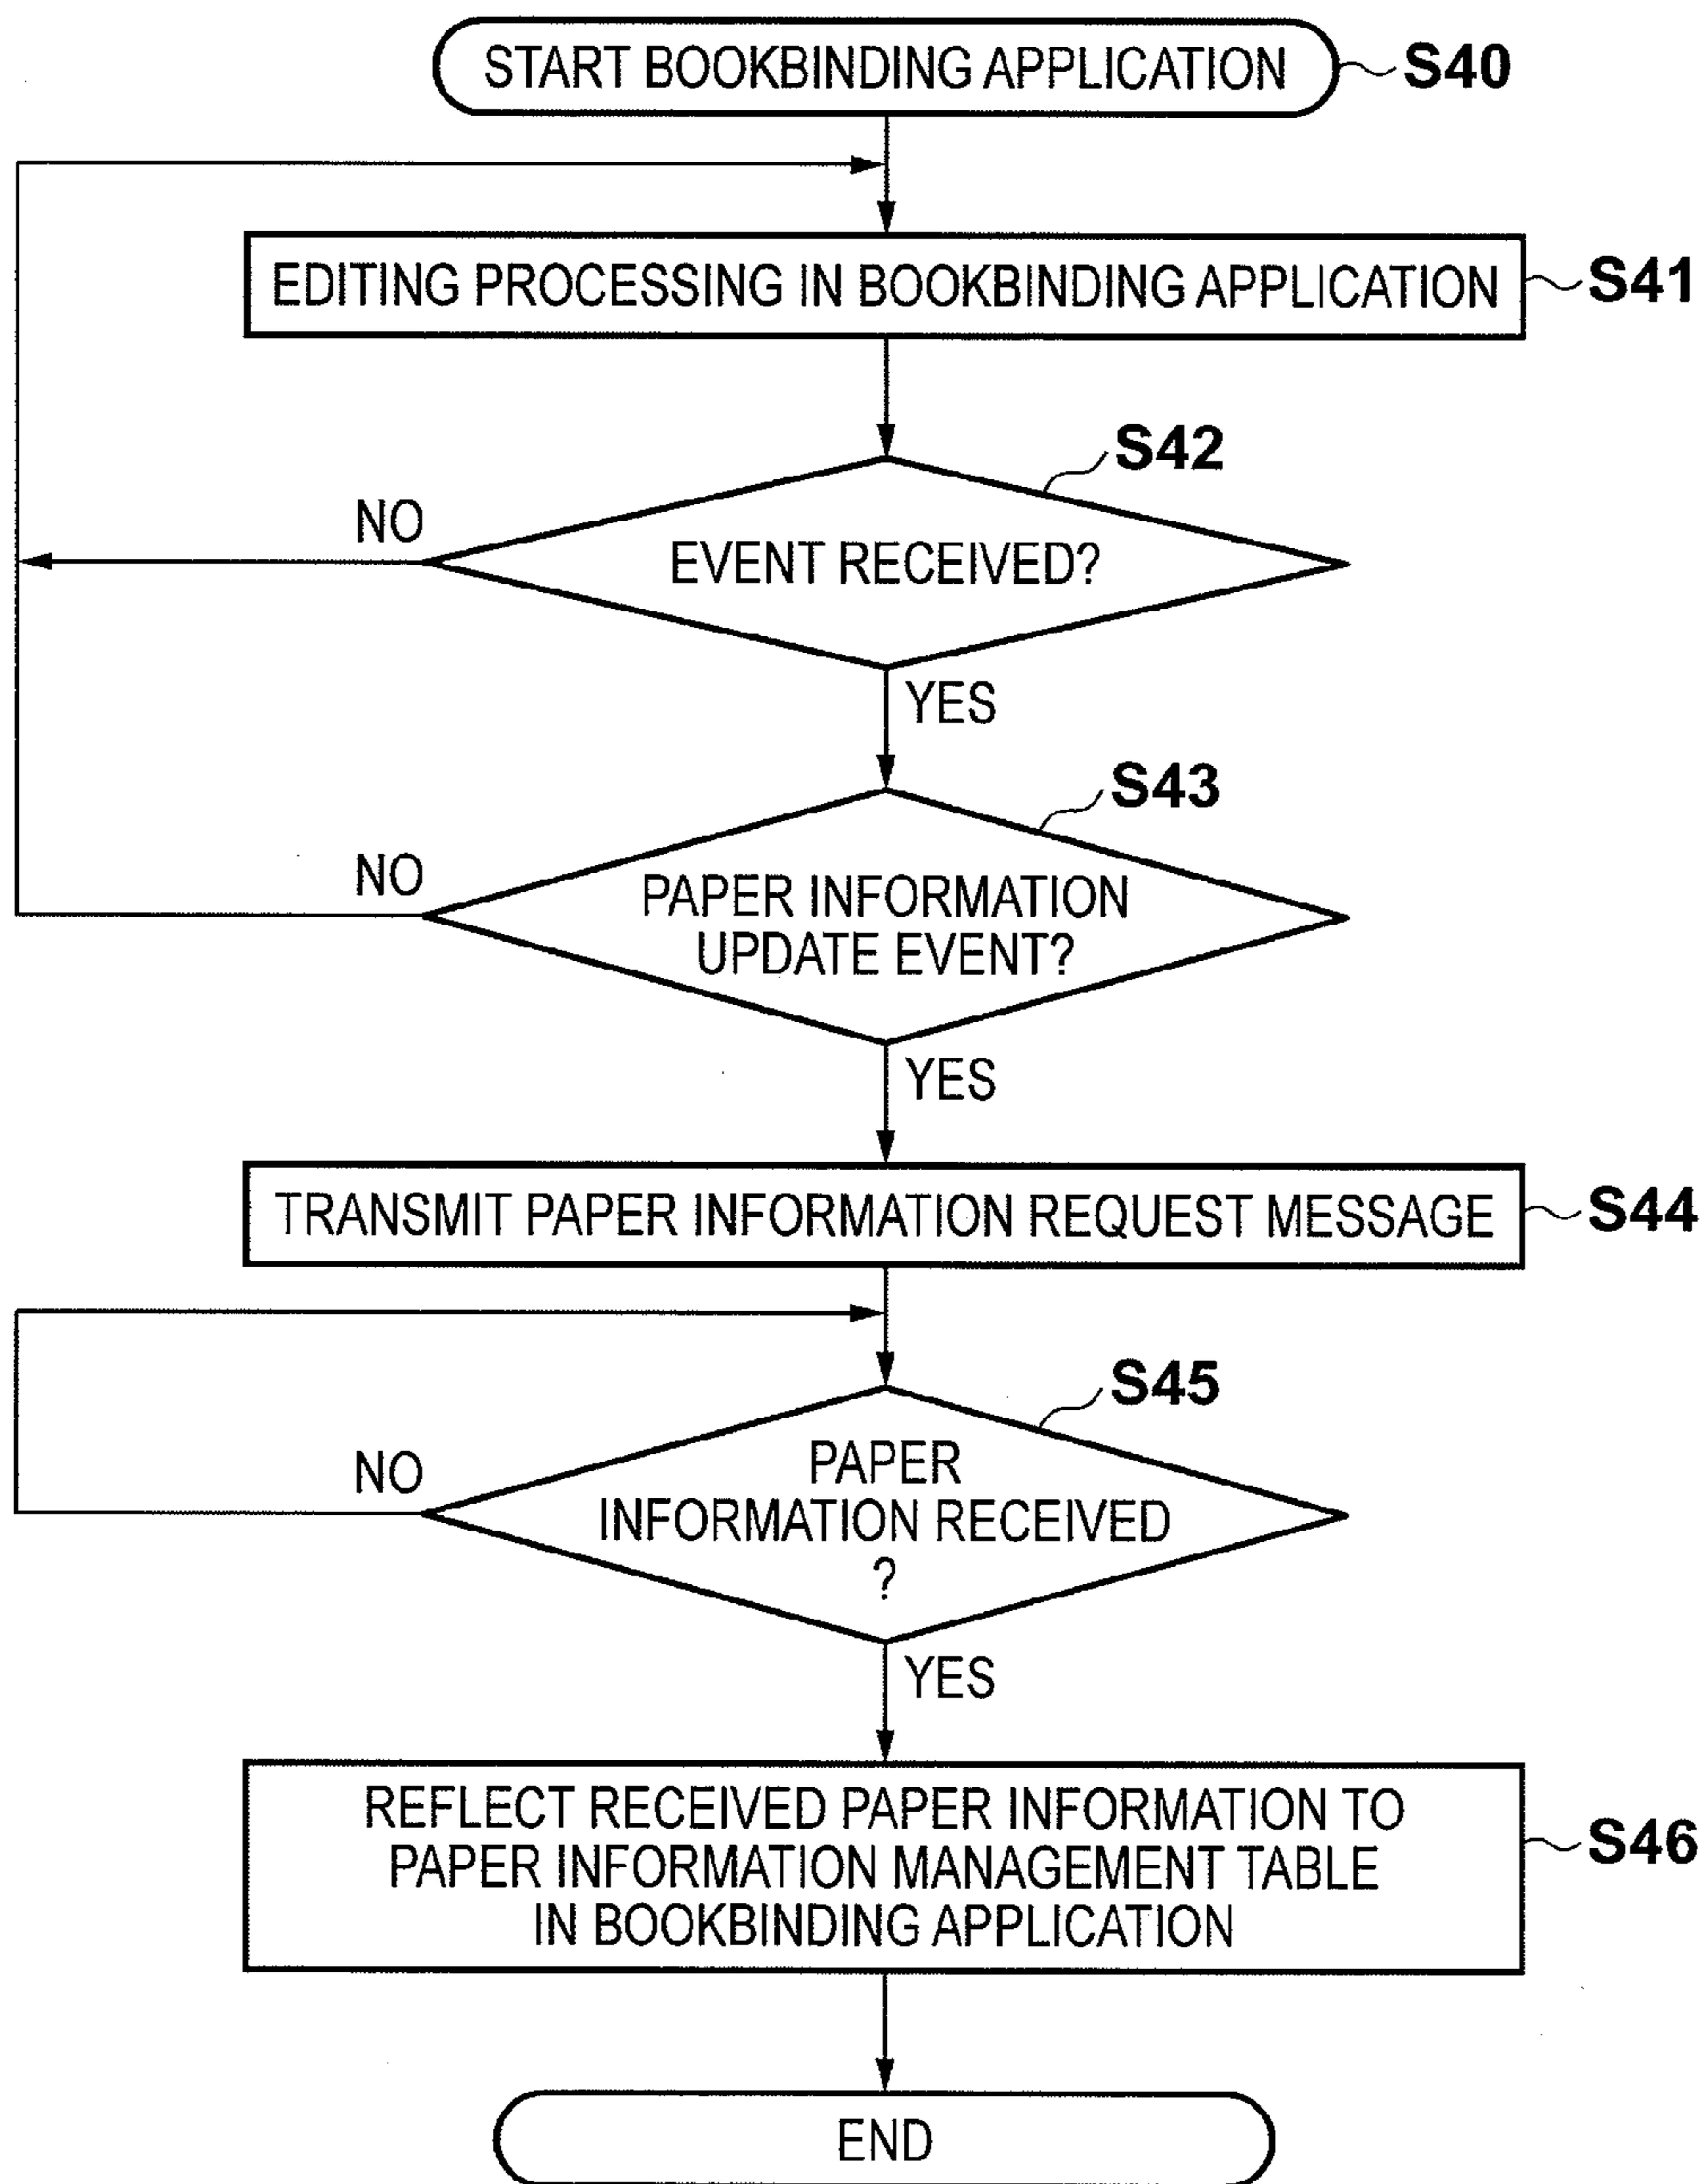 START BOOKBINDING APPLICATION
S40
EDITING PROCESSING IN BOOKBINDING APPLICATION
S41
S42
NO
EVENT RECEIVED?
YES
S43
NO
PAPER INFORMATION
UPDATE EVENT?
YES
TRANSMIT PAPER INFORMATION REQUEST MESSAGE
S44
S45
NO
PAPER
INFORMATION RECEIVED
?
YES
REFLECT RECEIVED PAPER INFORMATION TO
PAPER INFORMATION MANAGEMENT TABLE
IN BOOKBINDING APPLICATION
S46
END